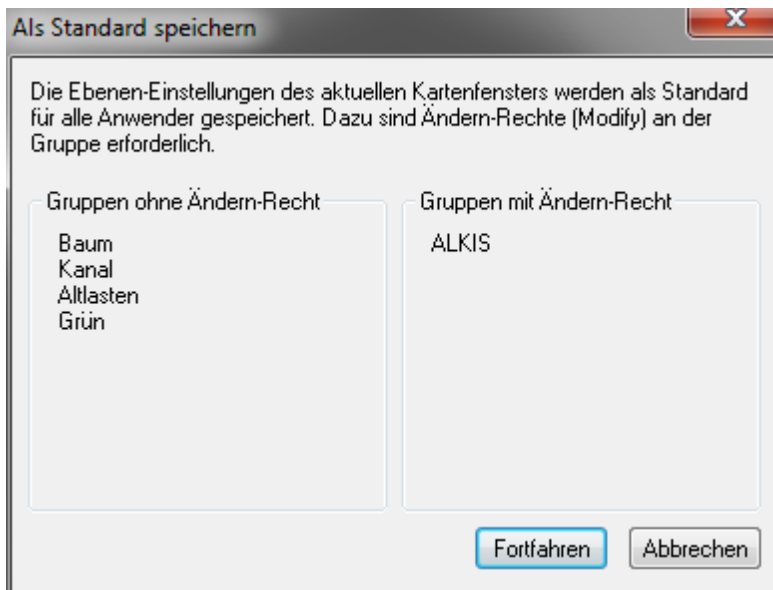 Als Standard speichern
Die Ebenen-Einstellungen des aktuellen Kartenfensters werden als Standard
für alle Anwender gespeichert. Dazu sind Ändern-Rechte (Modify) an der
Gruppe erforderlich.
Gruppen ohne Ändern-Recht
Baum
Kanal
Altlasten
Grün
Gruppen mit Ändern-Recht
ALKIS
Fortfahren
Abbrechen